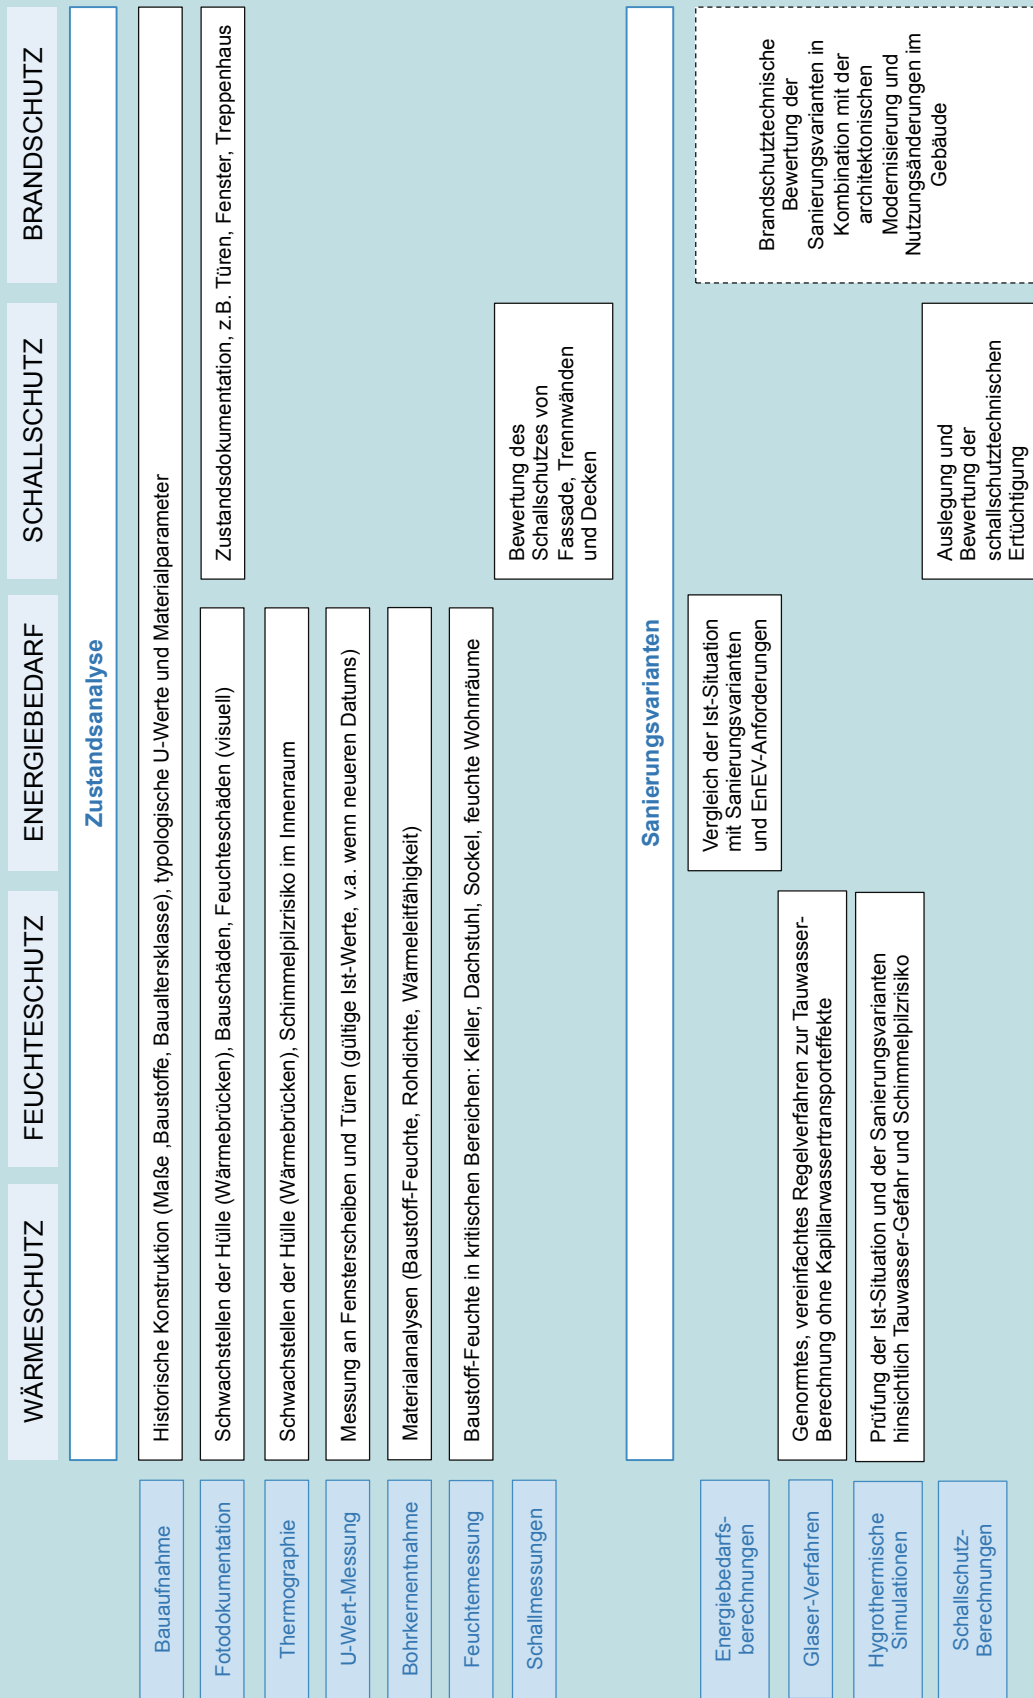 WÄRMESCHUTZ
FEUCHTESCHUTZ
ENERGIEBEDARF
SCHALLSCHUTZ
BRANDSCHUTZ
Zustandsanalyse
Bauaufnahme
Historische Konstruktion (Maße ,Baustoffe, Baualtersklasse), typologische U-Werte und Materialparameter
Fotodokumentation
Schwachstellen der Hülle (Wärmebrücken), Bauschäden, Feuchteschäden (visuell)
Zustandsdokumentation, z.B. Türen, Fenster, Treppenhaus
Thermographie
Schwachstellen der Hülle (Wärmebrücken), Schimmelpilzrisiko im Innenraum
U-Wert-Messung
Messung an Fensterscheiben und Türen (gültige Ist-Werte, v.a. wenn neueren Datums)
Bohrkernentnahme
Materialanalysen (Baustoff-Feuchte, Rohdichte, Wärmeleitfähigkeit)
Feuchtemessung
Baustoff-Feuchte in kritischen Bereichen: Keller, Dachstuhl, Sockel, feuchte Wohnräume
Schallmessungen
Bewertung des
Schallschutzes von
Fassade, Trennwänden
und Decken
Sanierungsvarianten
Energiebedarfs-
berechnungen
Vergleich der Ist-Situation
mit Sanierungsvarianten
und EnEV-Anforderungen
Brandschutztechnische
Bewertung der
Sanierungsvarianten in
Kombination mit der
architektonischen
Modernisierung und
Nutzungsänderungen im
Gebäude
Glaser-Verfahren
Genormtes, vereinfachtes Regelverfahren zur Tauwasser-
Berechnung ohne Kapillarwassertransporteffekte
Hygrothermische
Simulationen
Prüfung der Ist-Situation und der Sanierungsvarianten
hinsichtlich Tauwasser-Gefahr und Schimmelpilzrisiko
Schallschutz-
Berechnungen
Auslegung und
Bewertung der
schallschutztechnischen
Ertüchtigung